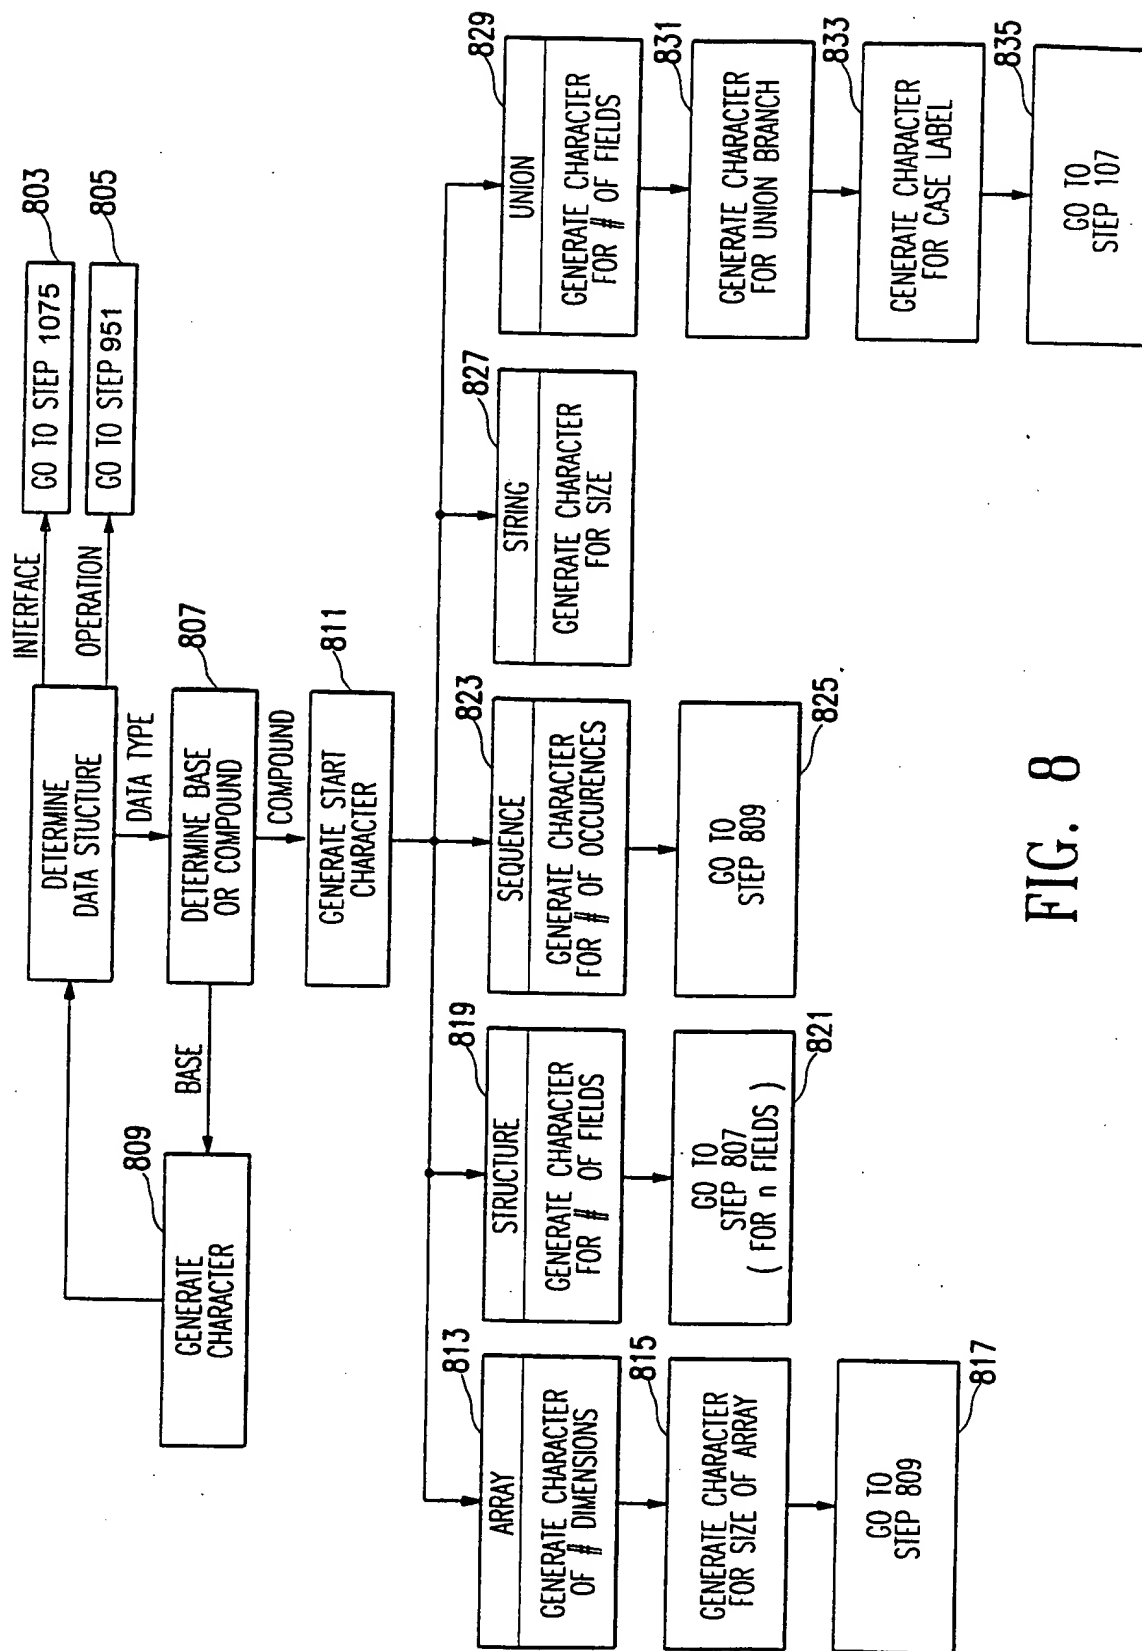 INTERFACE
803
GO TO STEP 1075
DETERMINE
DATA STUCTURE
OPERATION
805
GO TO STEP 951
DATA TYPE
809
GENERATE
CHARACTER
BASE
807
DETERMINE BASE
OR COMPOUND
COMPOUND
811
GENERATE START
CHARACTER
813
ARRAY
GENERATE CHARACTER
OF # DIMENSIONS
815
GENERATE CHARACTER
FOR SIZE OF ARRAY
817
GO TO
STEP 809
819
STRUCTURE
GENERATE CHARACTER
FOR # OF FIELDS
821
GO TO
STEP 807
( FOR n FIELDS )
823
SEQUENCE
GENERATE CHARACTER
FOR # OF OCCURENCES
825
GO TO
STEP 809
827
STRING
GENERATE CHARACTER
FOR SIZE
829
UNION
GENERATE CHARACTER
FOR # OF FIELDS
831
GENERATE CHARACTER
FOR UNION BRANCH
833
GENERATE CHARACTER
FOR CASE LABEL
835
GO TO
STEP 107
FIG. 8